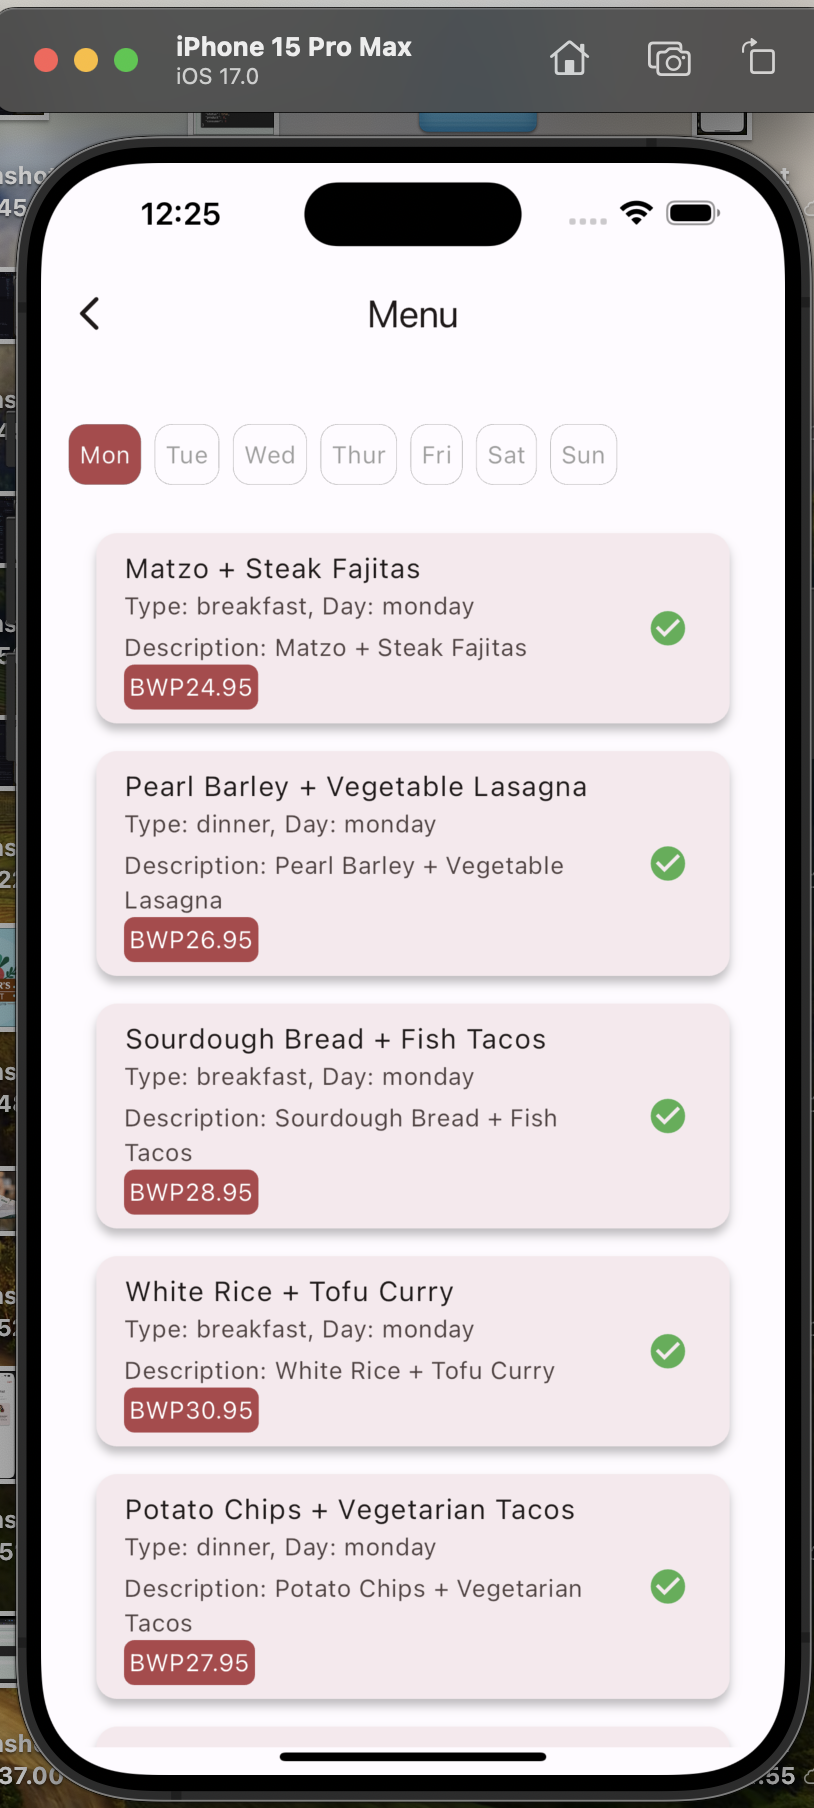 iPhone 15 Pro Max
iOS 17.0
12:25
Menu
Mon Tue Wed Thur Fri Sat Sun
Matzo + Steak Fajitas
Type: breakfast, Day: monday
Description: Matzo + Steak Fajitas
BWP24.95
Pearl Barley + Vegetable Lasagna
Type: dinner, Day: monday
Description: Pearl Barley + Vegetable
Lasagna
BWP26.95
Sourdough Bread + Fish Tacos
Type: breakfast, Day: monday
Description: Sourdough Bread + Fish
Tacos
BWP28.95
White Rice + Tofu Curry
Type: breakfast, Day: monday
Description: White Rice + Tofu Curry
BWP30.95
Potato Chips + Vegetarian Tacos
Type: dinner, Day: monday
Description: Potato Chips + Vegetarian
Tacos
BWP27.95
37.00
.55